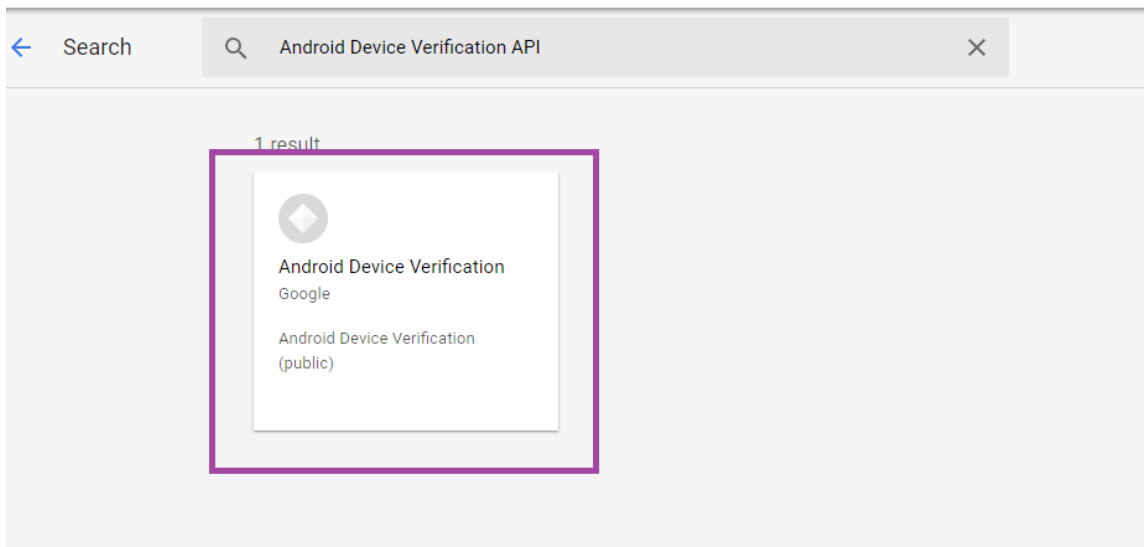 Search
Android Device Verification API
1 result
Android Device Verification
Google
Android Device Verification
(public)